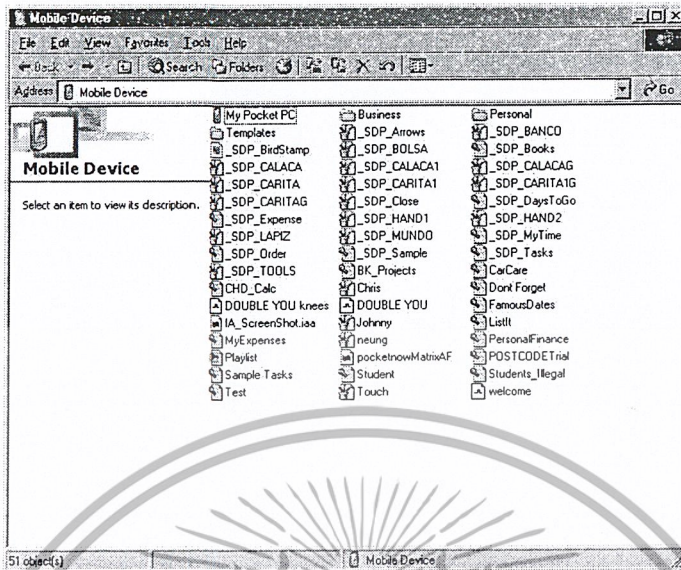 Mobile Device
File Edit View Favorites Tools Help
Back Search Folders
Address Mobile Device Go
Mobile Device
Select an item to view its description.
My Pocket PC Business Personal
Templates _SDP_Arrows _SDP_BANCO
_SDP_BirdStamp _SDP_BOLSA _SDP_Books
_SDP_CALACA _SDP_CALACA1 _SDP_CALACAG
_SDP_CARITA _SDP_CARITA1 _SDP_CARITA1G
_SDP_CARITAG _SDP_Close _SDP_DaysToGo
_SDP_Expense _SDP_HAND1 _SDP_HAND2
_SDP_LAPIZ _SDP_MUNDO _SDP_MyTime
_SDP_Order _SDP_Sample _SDP_Tasks
_SDP_TOOLS BK_Projects CarCare
CHD_Calc Chris Dont Forget
DOUBLE YOU knees DOUBLE YOU FamousDates
IA_ScreenShot.iaa Johnny ListIt
MyExpenses neung PersonalFinance
Playlist pocketnowMatrixAF POSTCODETrial
Sample Tasks Student Students_Illegal
Test Touch welcome
51 object(s) Mobile Device